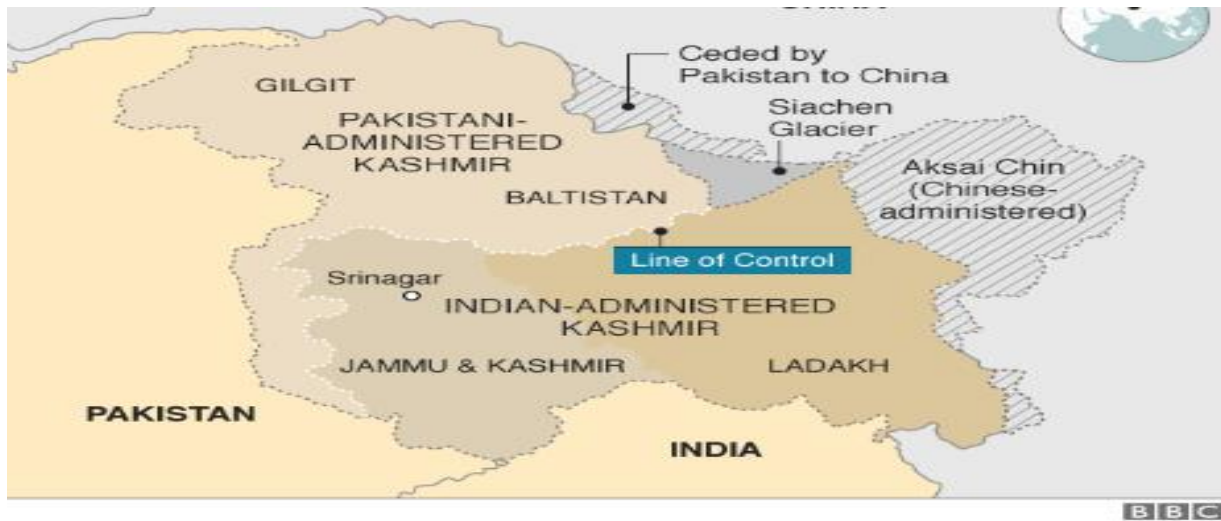 Ceded by
Pakistan to China
Siachen
Glacier
GILGIT
PAKISTANI-
ADMINISTERED
KASHMIR
Aksai Chin
(Chinese-
administered)
BALTISTAN
Line of Control
Srinagar
INDIAN-ADMINISTERED
KASHMIR
JAMMU & KASHMIR
LADAKH
PAKISTAN
INDIA
BBC